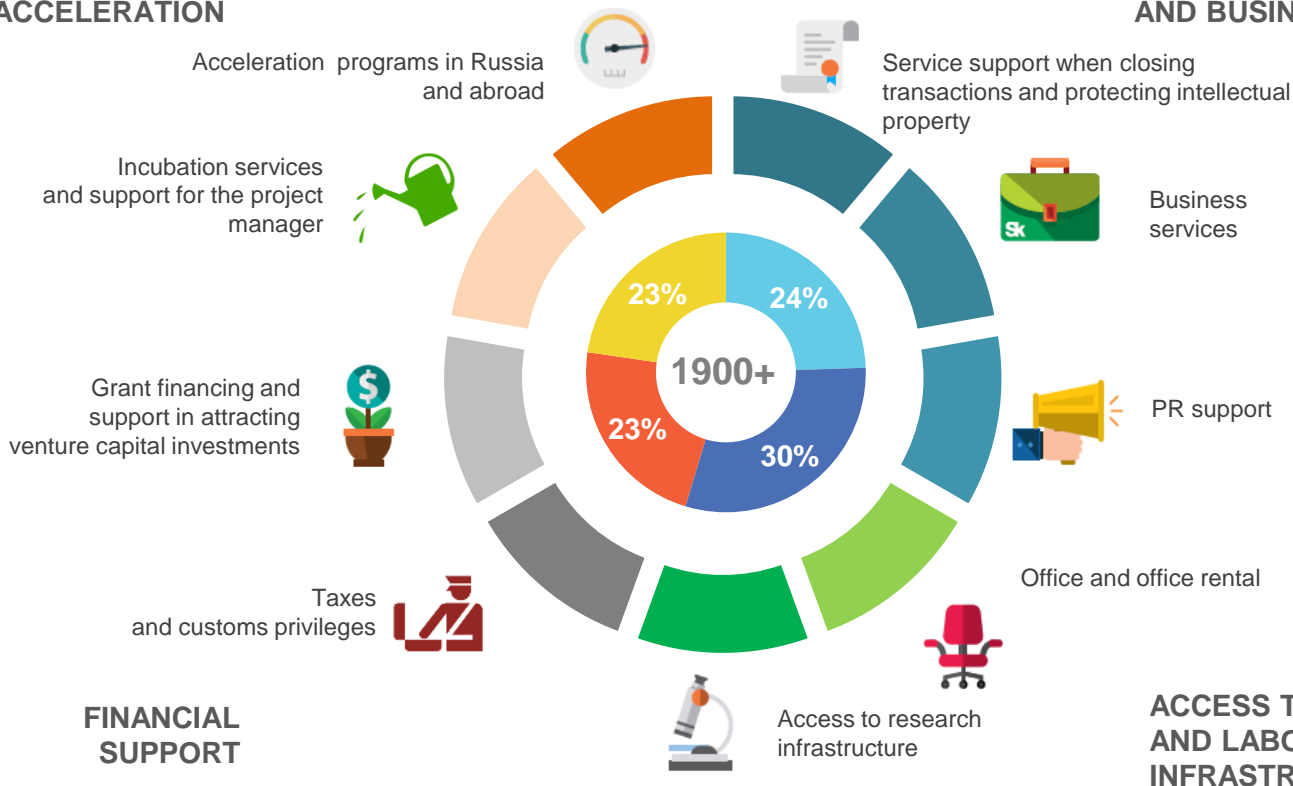 ACCELERATION
AND BUSIN
Acceleration programs in Russia
and abroad
Service support when closing
transactions and protecting intellectual
property
Incubation services
and support for the project
manager
Sk
Business
services
23%
24%
1900+
Grant financing and
support in attracting
venture capital investments
$
PR support
23%
30%
Office and office rental
Taxes
and customs privileges
FINANCIAL
SUPPORT
Access to research
infrastructure
ACCESS T
AND LABO
INFRASTR